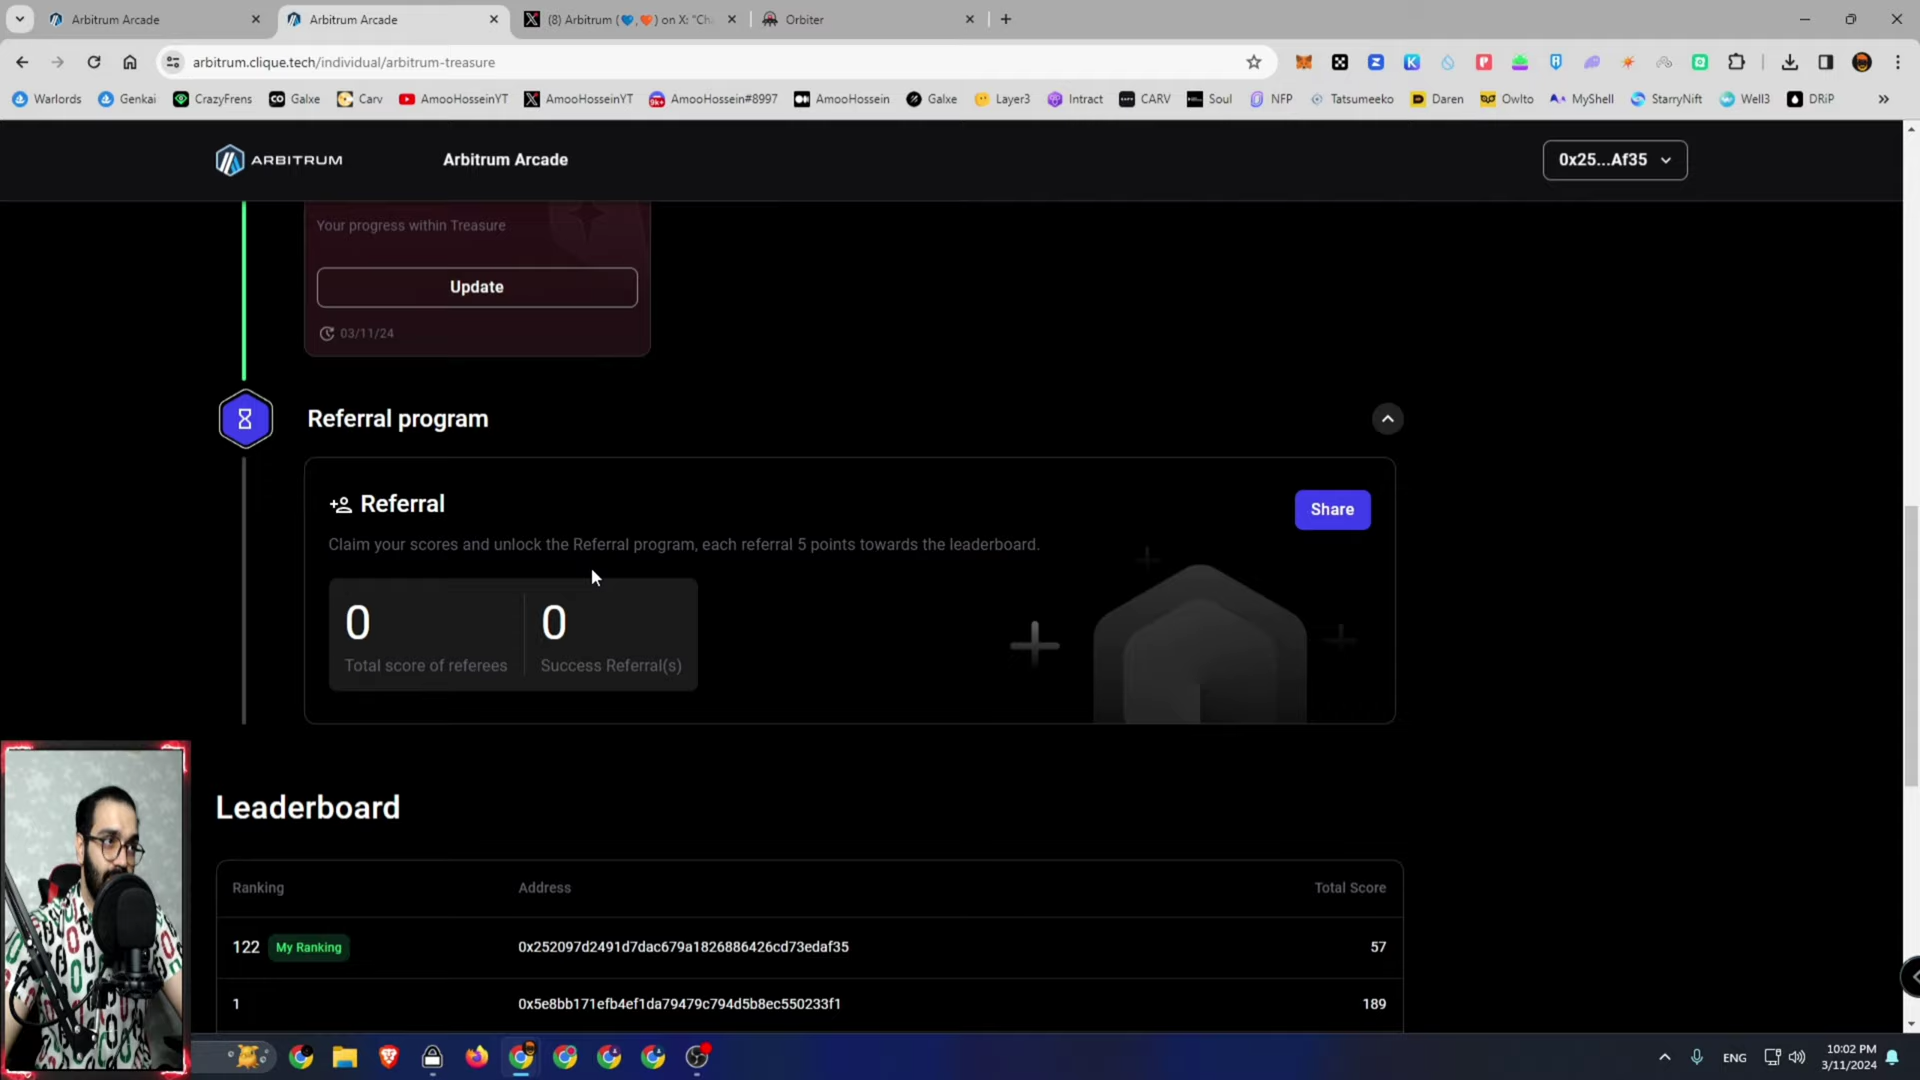 Arbitrum Arcade
Arbitrum Arcade
(8) Arbitrum (💙,🧡) on X: "Ch
Orbiter
arbitrum.clique.tech/individual/arbitrum-treasure
Warlords
Genkai
CrazyFrens
Galxe
Carv
AmooHosseinYT
AmooHosseinYT
AmooHossein#8997
AmooHossein
Galxe
Layer3
Intract
CARV
Soul
NFP
Tatsumeeko
Daren
Owlto
MyShell
StarryNift
Well3
DRiP
ARBITRUM
Arbitrum Arcade
0x25...Af35
Your progress within Treasure
Update
03/11/24
Referral program
Referral
Share
Claim your scores and unlock the Referral program, each referral 5 points towards the leaderboard.
0
0
Total score of referees
Success Referral(s)
Leaderboard
Ranking
Address
Total Score
122
My Ranking
0x252097d2491d7dac679a1826886426cd73edaf35
57
1
0x5e8bb171efb4ef1da79479c794d5b8ec550233f1
189
ENG
10:02 PM
3/11/2024